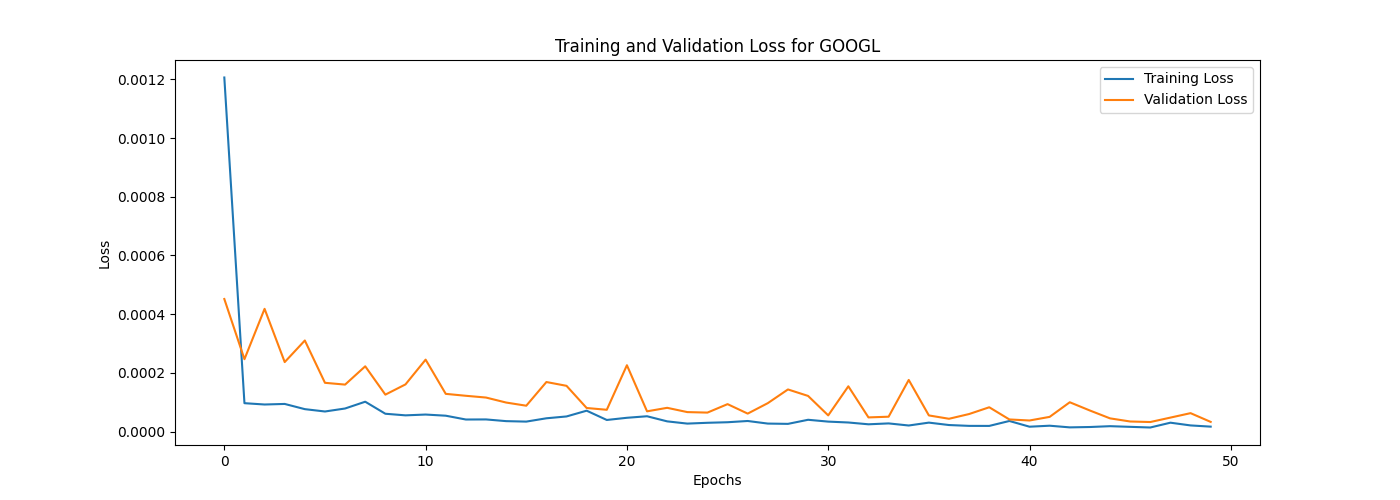 Training and Validation Loss for GOOGL
Training Loss
Validation Loss
Loss
0.0012
0.0010
0.0008
0.0006
0.0004
0.0002
0.0000
0 10 20 30 40 50
Epochs